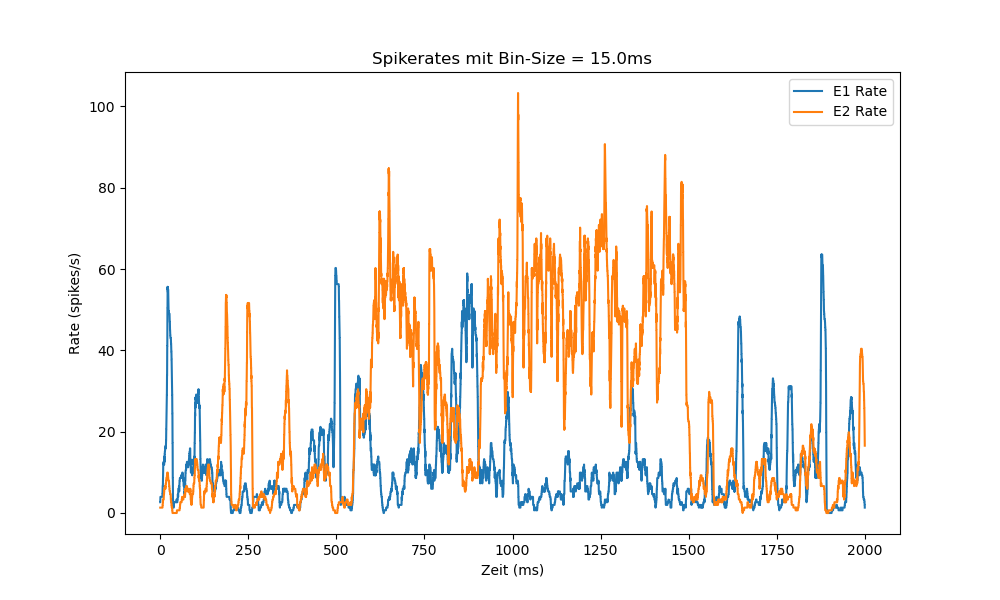 Spikerates mit Bin-Size = 15.0ms
E1 Rate
E2 Rate
100
80
60
40
20
0
Rate (spikes/s)
0 250 500 750 1000 1250 1500 1750 2000
Zeit (ms)